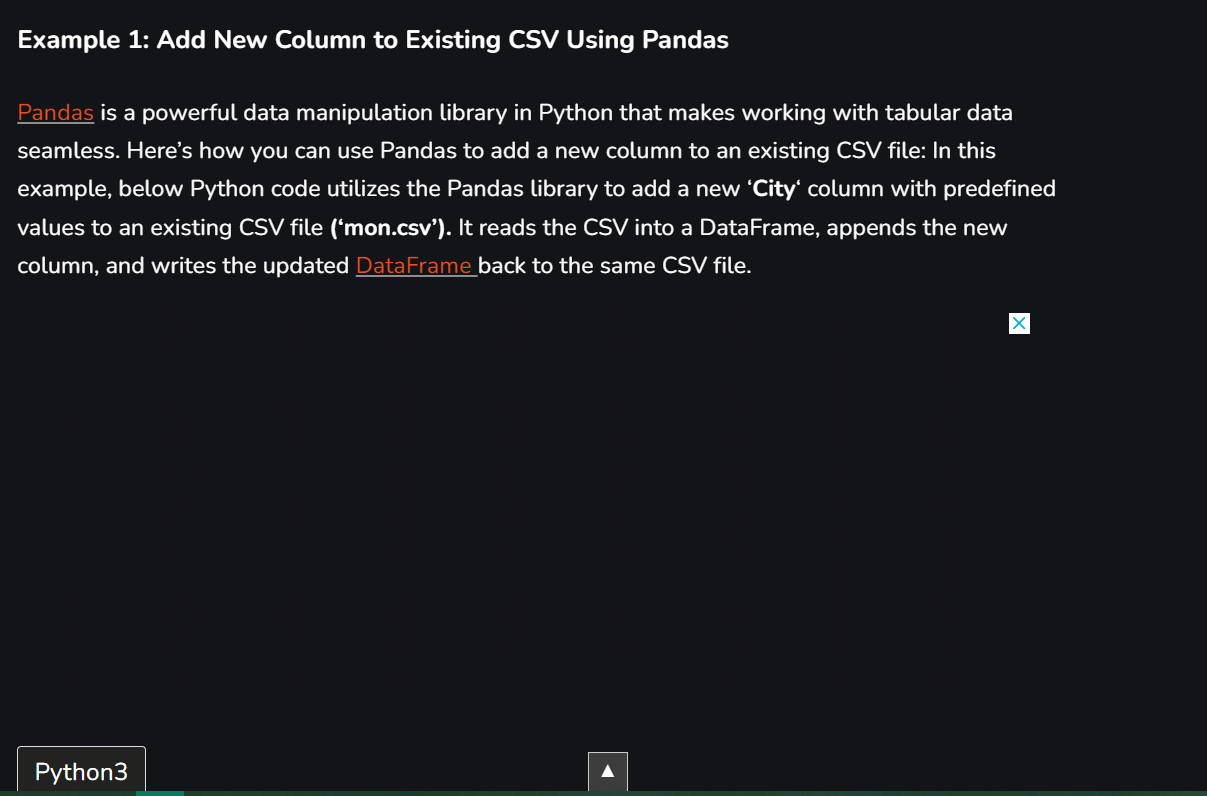 Example 1: Add New Column to Existing CSV Using Pandas
Pandas is a powerful data manipulation library in Python that makes working with tabular data
seamless. Here’s how you can use Pandas to add a new column to an existing CSV file: In this
example, below Python code utilizes the Pandas library to add a new ‘City‘ column with predefined
values to an existing CSV file (‘mon.csv’). It reads the CSV into a DataFrame, appends the new
column, and writes the updated DataFrame back to the same CSV file.
Python3